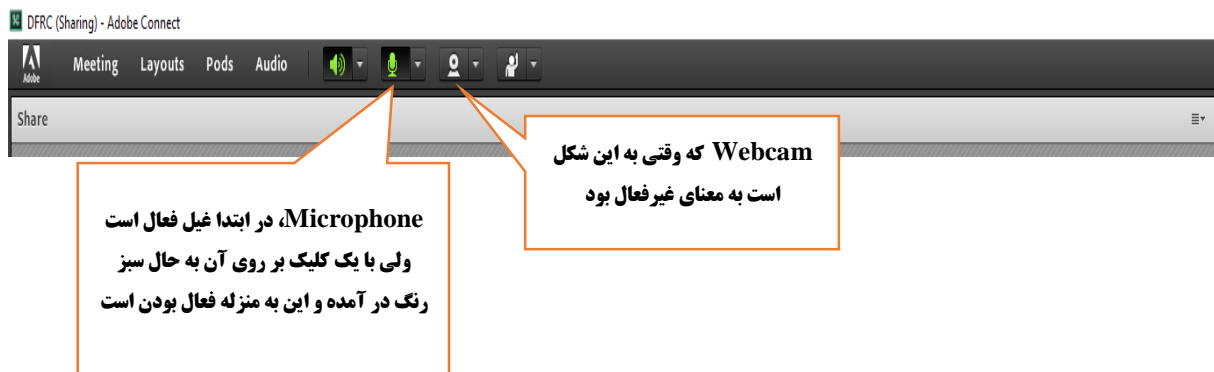 DFRC (Sharing) - Adobe Connect
Adobe Meeting Layouts Pods Audio
Share
Webcam که وقتی به این شکل
است به معنای غیرفعال بود
Microphone، در ابتدا غیل فعال است
ولی با یک کلیک بر روی آن به حال سبز
رنگ در آمده و این به منزله فعال بودن است